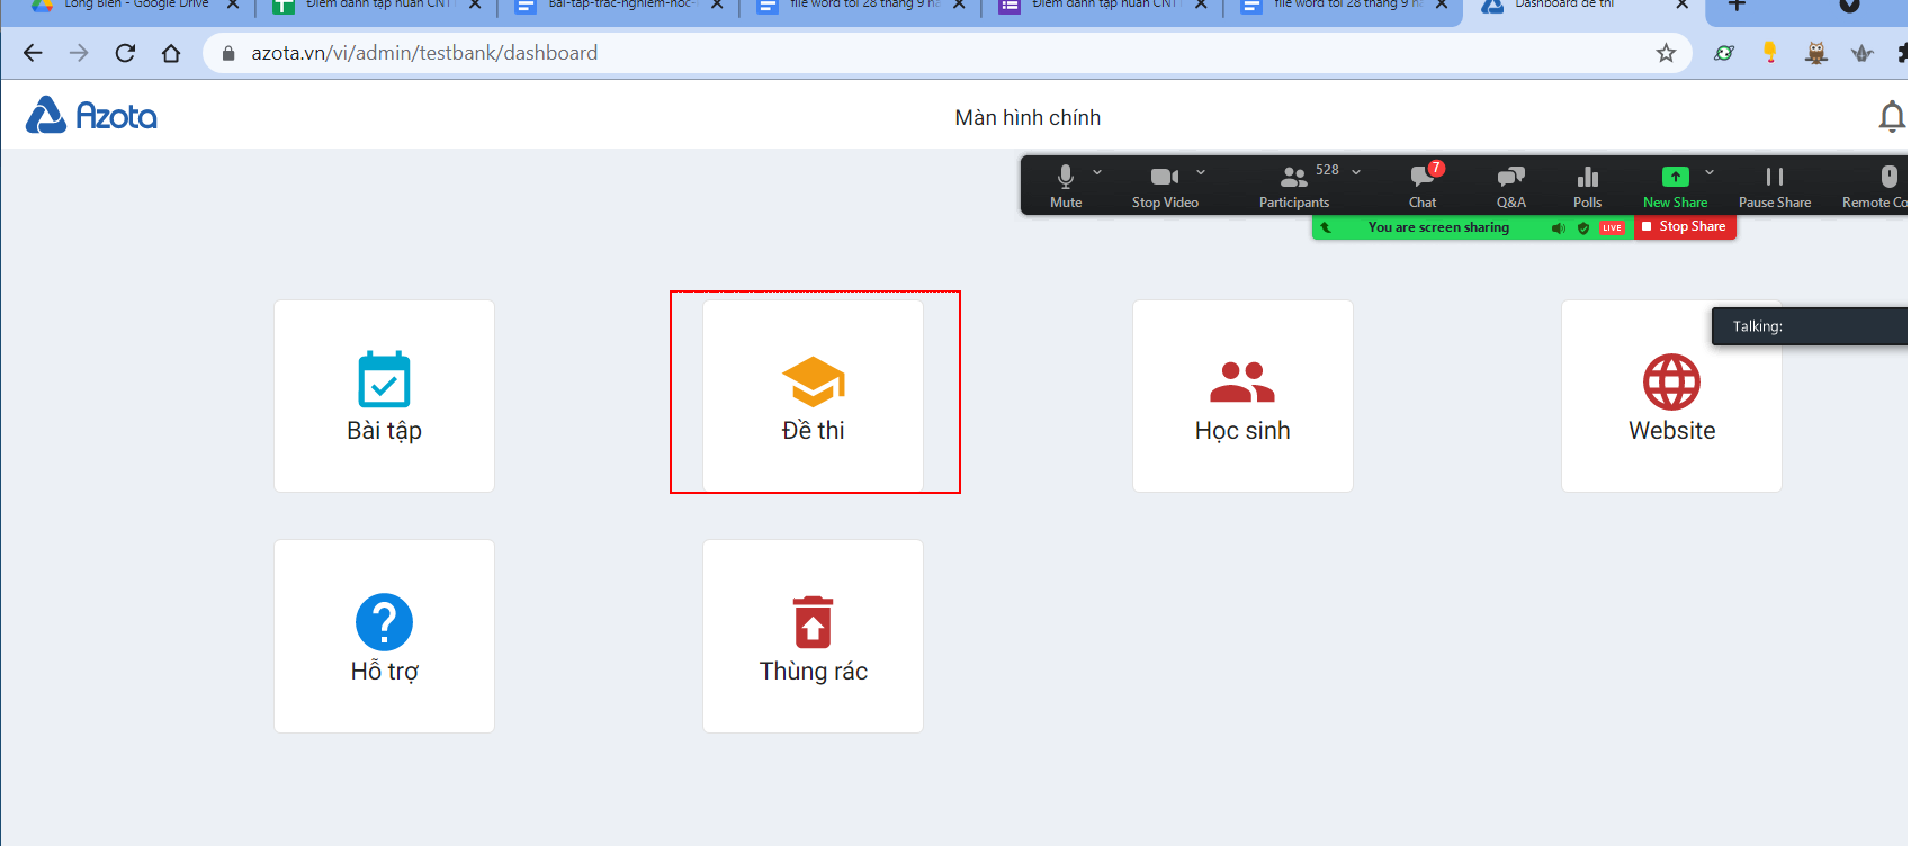 Long Biên - Google Drive
Điểm danh tập huấn CNTT
Bai-tap-trac-nghiem-hoc-
file word tối 28 tháng 9 nă
Điểm danh tập huấn CNTT
file word tối 28 tháng 9 nă
Dashboard đề thi
azota.vn/vi/admin/testbank/dashboard
Azota
Màn hình chính
Mute
Stop Video
528
Participants
7
Chat
Q&A
Polls
New Share
Pause Share
Remote Co
You are screen sharing
LIVE
Stop Share
Talking:
Bài tập
Đề thi
Học sinh
Website
Hỗ trợ
Thùng rác